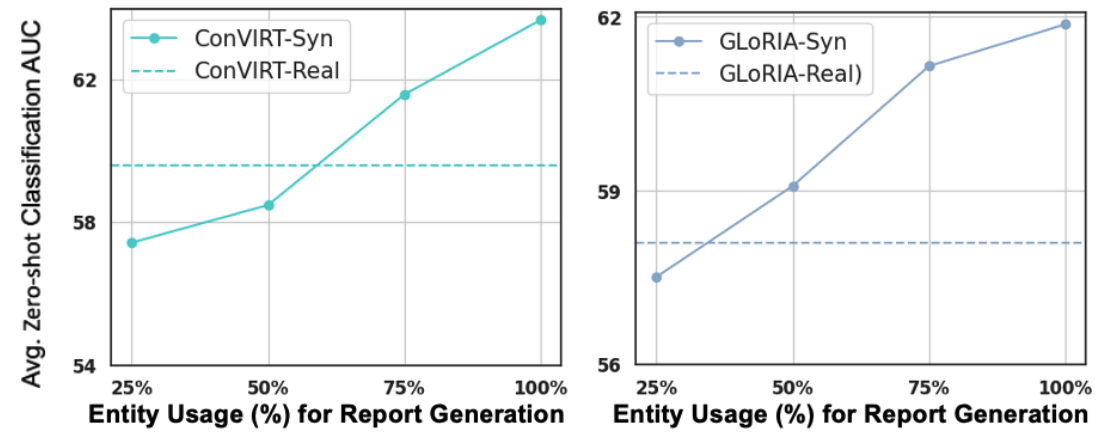 Avg. Zero-shot Classification AUC
ConVIRT-Syn
ConVIRT-Real
62
58
54
25% 50% 75% 100%
Entity Usage (%) for Report Generation
GLoRIA-Syn
GLoRIA-Real)
62
59
56
25% 50% 75% 100%
Entity Usage (%) for Report Generation